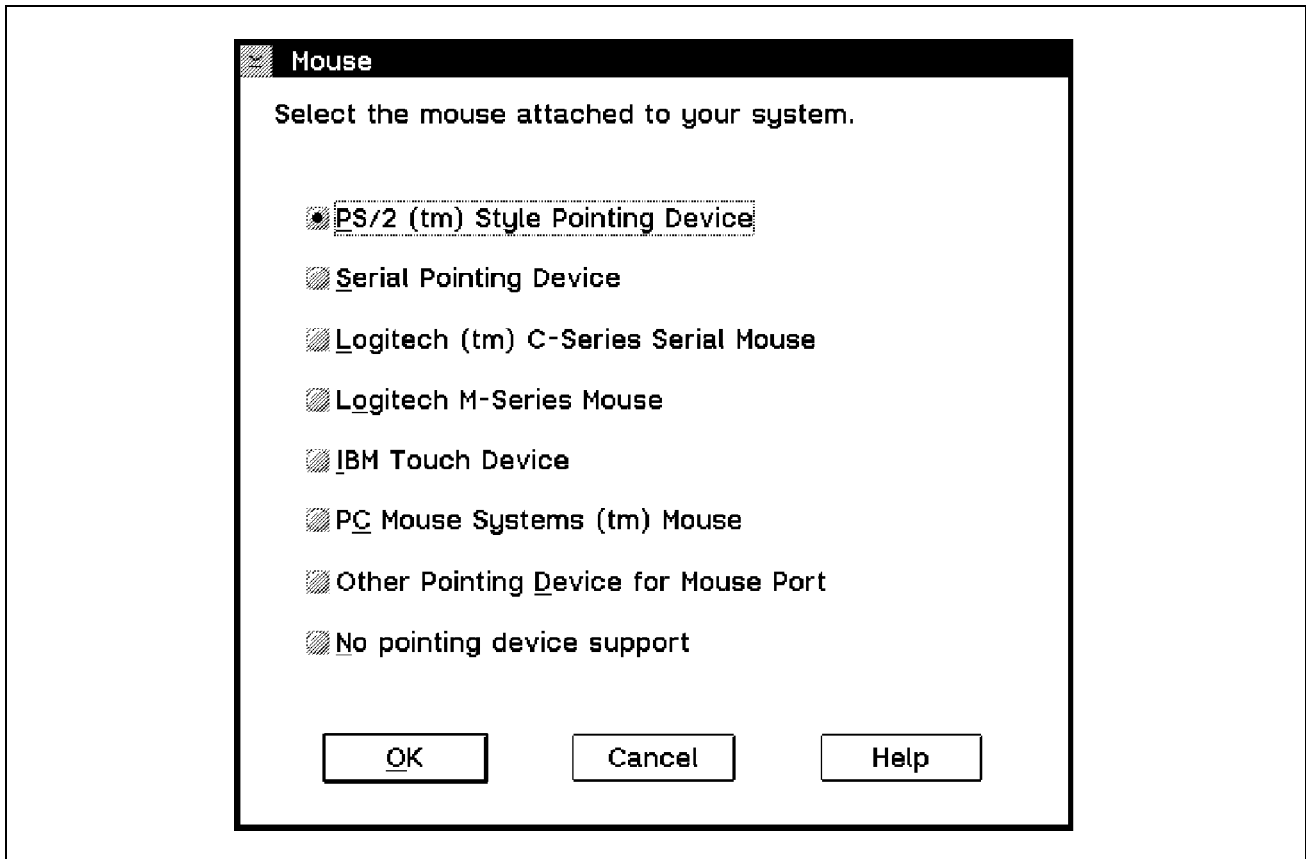 Mouse
Select the mouse attached to your system.
PS/2 (tm) Style Pointing Device
Serial Pointing Device
Logitech (tm) C-Series Serial Mouse
Logitech M-Series Mouse
IBM Touch Device
PC Mouse Systems (tm) Mouse
Other Pointing Device for Mouse Port
No pointing device support
OK Cancel Help